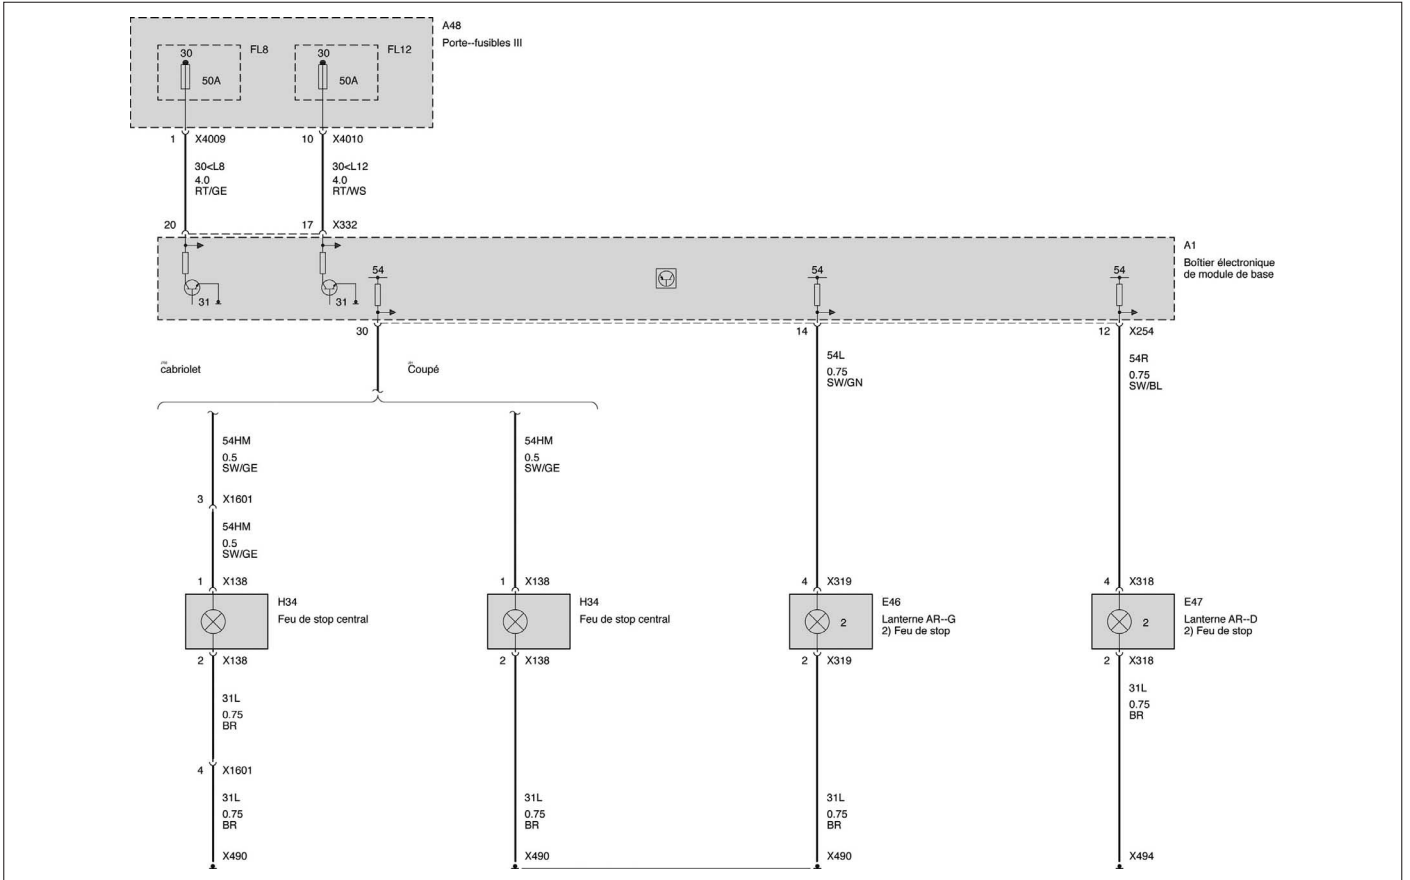 A48
Porte--fusibles III
30
FL8
30
FL12
50A
50A
1
X4009
10
X4010
30<L8
4.0
RT/GE
30<L12
4.0
RT/WS
20
17
X332
A1
Boîtier électronique
de module de base
31
31
54
54
54
30
14
12
X254
cabriolet
Coupé
54L
0.75
SW/GN
54R
0.75
SW/BL
54HM
0.5
SW/GE
54HM
0.5
SW/GE
3
X1601
54HM
0.5
SW/GE
1
X138
1
X138
4
X319
4
X318
H34
Feu de stop central
H34
Feu de stop central
2
E46
Lanterne AR--G
2) Feu de stop
2
E47
Lanterne AR--D
2) Feu de stop
2
X138
2
X138
2
X319
2
X318
31L
0.75
BR
31L
0.75
BR
4
X1601
31L
0.75
BR
31L
0.75
BR
31L
0.75
BR
X490
X490
X490
X494